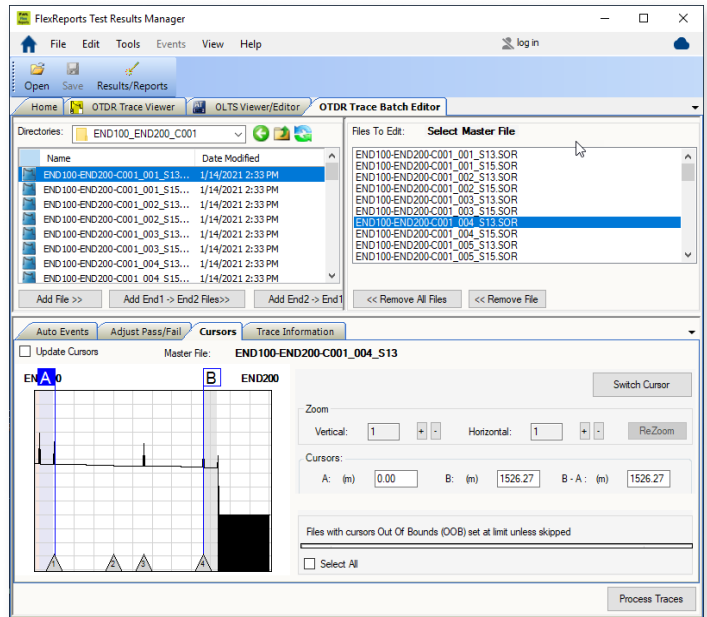 FlexReports Test Results Manager
File Edit Tools Events View Help log in
Open Save Results/Reports
Home OTDR Trace Viewer OLTS Viewer/Editor OTDR Trace Batch Editor
Directories: END100_END200_C001
Name Date Modified
END100-END200-C001_001_S13... 1/14/2021 2:33 PM
END100-END200-C001_001_S15... 1/14/2021 2:33 PM
END100-END200-C001_002_S13... 1/14/2021 2:33 PM
END100-END200-C001_002_S15... 1/14/2021 2:33 PM
END100-END200-C001_003_S13... 1/14/2021 2:33 PM
END100-END200-C001_003_S15... 1/14/2021 2:33 PM
END100-END200-C001_004_S13... 1/14/2021 2:33 PM
END100-END200-C001_004_S15... 1/14/2021 2:33 PM
Add File >> Add End1 -> End2 Files>> Add End2 -> End1
Files To Edit: Select Master File
END100-END200-C001_001_S13.SOR
END100-END200-C001_001_S15.SOR
END100-END200-C001_002_S13.SOR
END100-END200-C001_002_S15.SOR
END100-END200-C001_003_S13.SOR
END100-END200-C001_003_S15.SOR
END100-END200-C001_004_S13.SOR
END100-END200-C001_004_S15.SOR
END100-END200-C001_005_S13.SOR
END100-END200-C001_005_S15.SOR
<< Remove All Files << Remove File
Auto Events Adjust Pass/Fail Cursors Trace Information
Update Cursors Master File: END100-END200-C001_004_S13
A B END200
1 2 3 4
Switch Cursor
Zoom
Vertical: 1 + - Horizontal: 1 + - ReZoom
Cursors:
A: (m) 0.00 B: (m) 1526.27 B - A : (m) 1526.27
Files with cursors Out Of Bounds (OOB) set at limit unless skipped
Select All
Process Traces